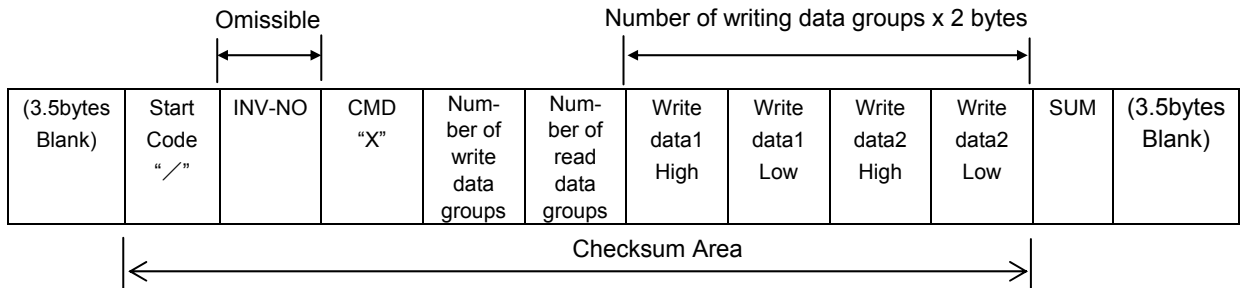 Omissible
Number of writing data groups x 2 bytes
(3.5bytes Blank)
Start Code “／”
INV-NO
CMD “X”
Num-
ber of
write
data
groups
Num-
ber of
read
data
groups
Write
data1
High
Write
data1
Low
Write
data2
High
Write
data2
Low
SUM
(3.5bytes
Blank)
Checksum Area